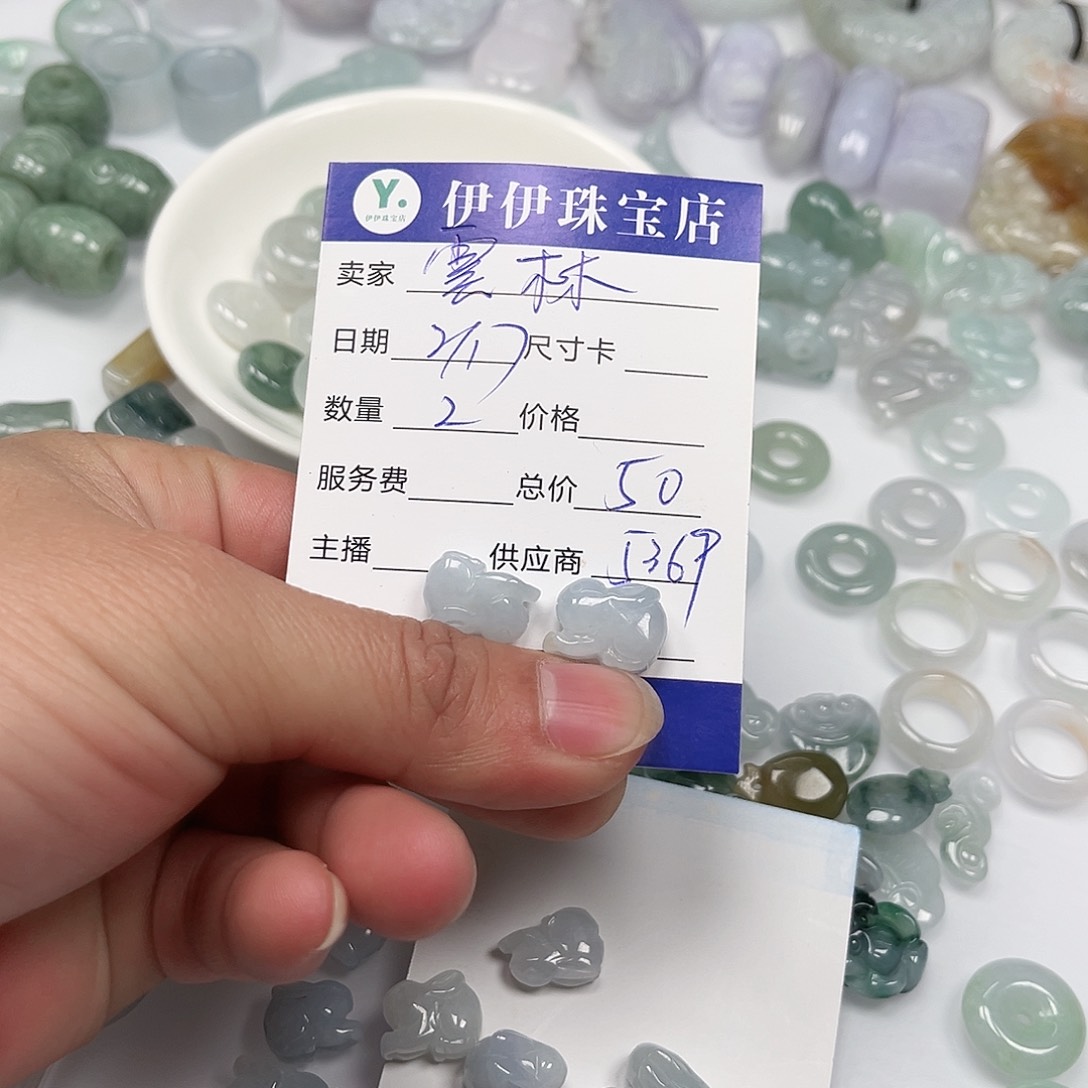 Y. 伊伊珠宝店
伊伊珠宝店
卖家 雲林
日期 2/17 尺寸卡
数量 2 价格
服务费 总价 50
主播 供应商 5369